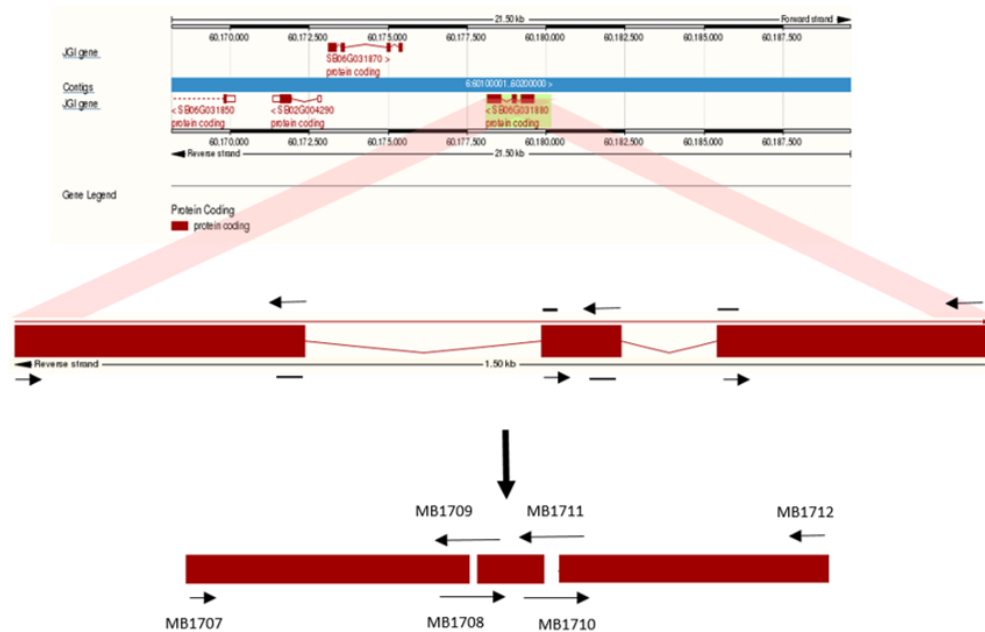 21.50 kb Forward strand
60,170,000 60,172,500 60,175,000 60,177,500 60,180,000 60,182,500 60,185,000 60,187,500
JGI gene
SB06G031870 >
protein coding
Contigs 6:60100001..60200000 >
JGI gene
< SB06G031850 < SB02G004290 < SB06G031880
protein coding protein coding protein coding
60,170,000 60,172,500 60,175,000 60,177,500 60,180,000 60,182,500 60,185,000 60,187,500
Reverse strand 21.50 kb
Gene Legend
Protein Coding
protein coding
Reverse strand 1.50 kb
MB1709 MB1711 MB1712
MB1707 MB1708 MB1710